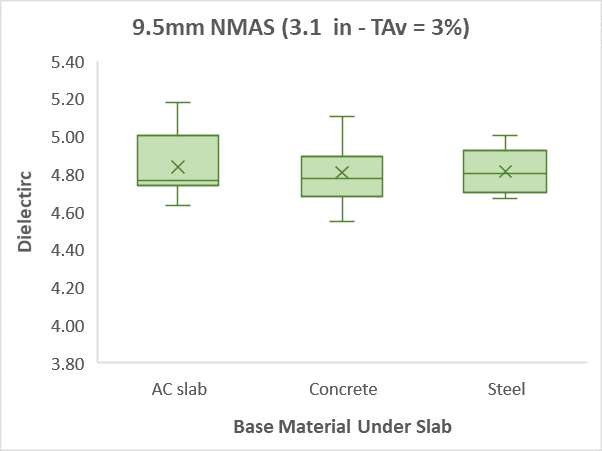 9.5mm NMAS (3.1 in - TAv = 3%)
5.40
5.20
5.00
4.80
4.60
4.40
4.20
4.00
3.80
Dielectirc
AC slab
Concrete
Steel
Base Material Under Slab